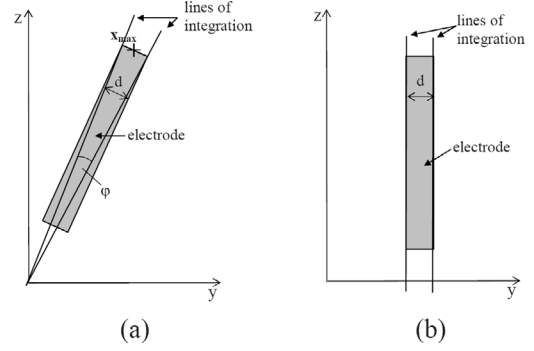 z
lines of
integration
x_max
d
electrode
φ
y
(a)
z
lines of
integration
d
electrode
y
(b)